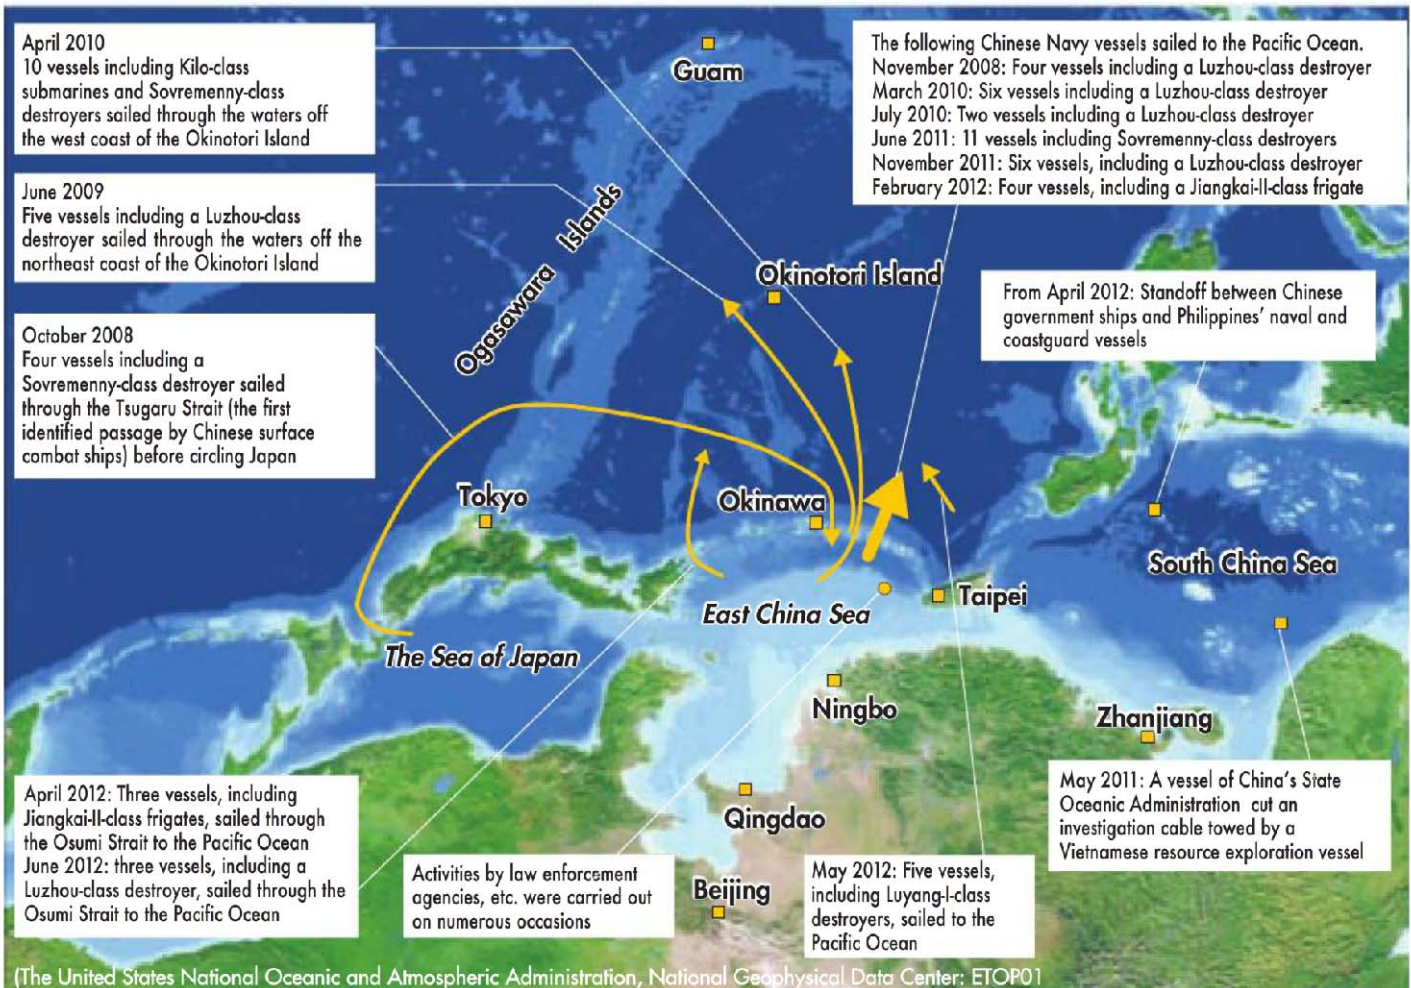 April 2010
10 vessels including Kilo-class
submarines and Sovremenny-class
destroyers sailed through the waters off
the west coast of the Okinotori Island
June 2009
Five vessels including a Luzhou-class
destroyer sailed through the waters off the
northeast coast of the Okinotori Island
October 2008
Four vessels including a
Sovremenny-class destroyer sailed
through the Tsugaru Strait (the first
identified passage by Chinese surface
combat ships) before circling Japan
Guam
Ogasawara Islands
Okinotori Island
The following Chinese Navy vessels sailed to the Pacific Ocean.
November 2008: Four vessels including a Luzhou-class destroyer
March 2010: Six vessels including a Luzhou-class destroyer
July 2010: Two vessels including a Luzhou-class destroyer
June 2011: 11 vessels including Sovremenny-class destroyers
November 2011: Six vessels, including a Luzhou-class destroyer
February 2012: Four vessels, including a Jiangkai-II-class frigate
From April 2012: Standoff between Chinese
government ships and Philippines' naval and
coastguard vessels
Tokyo
Okinawa
South China Sea
Taipei
East China Sea
The Sea of Japan
Ningbo
Zhanjiang
Qingdao
Beijing
April 2012: Three vessels, including
Jiangkai-II-class frigates, sailed through
the Osumi Strait to the Pacific Ocean
June 2012: three vessels, including a
Luzhou-class destroyer, sailed through the
Osumi Strait to the Pacific Ocean
Activities by law enforcement
agencies, etc. were carried out
on numerous occasions
May 2012: Five vessels,
including Luyang-I-class
destroyers, sailed to the
Pacific Ocean
May 2011: A vessel of China's State
Oceanic Administration cut an
investigation cable towed by a
Vietnamese resource exploration vessel
(The United States National Oceanic and Atmospheric Administration, National Geophysical Data Center: ETOP01